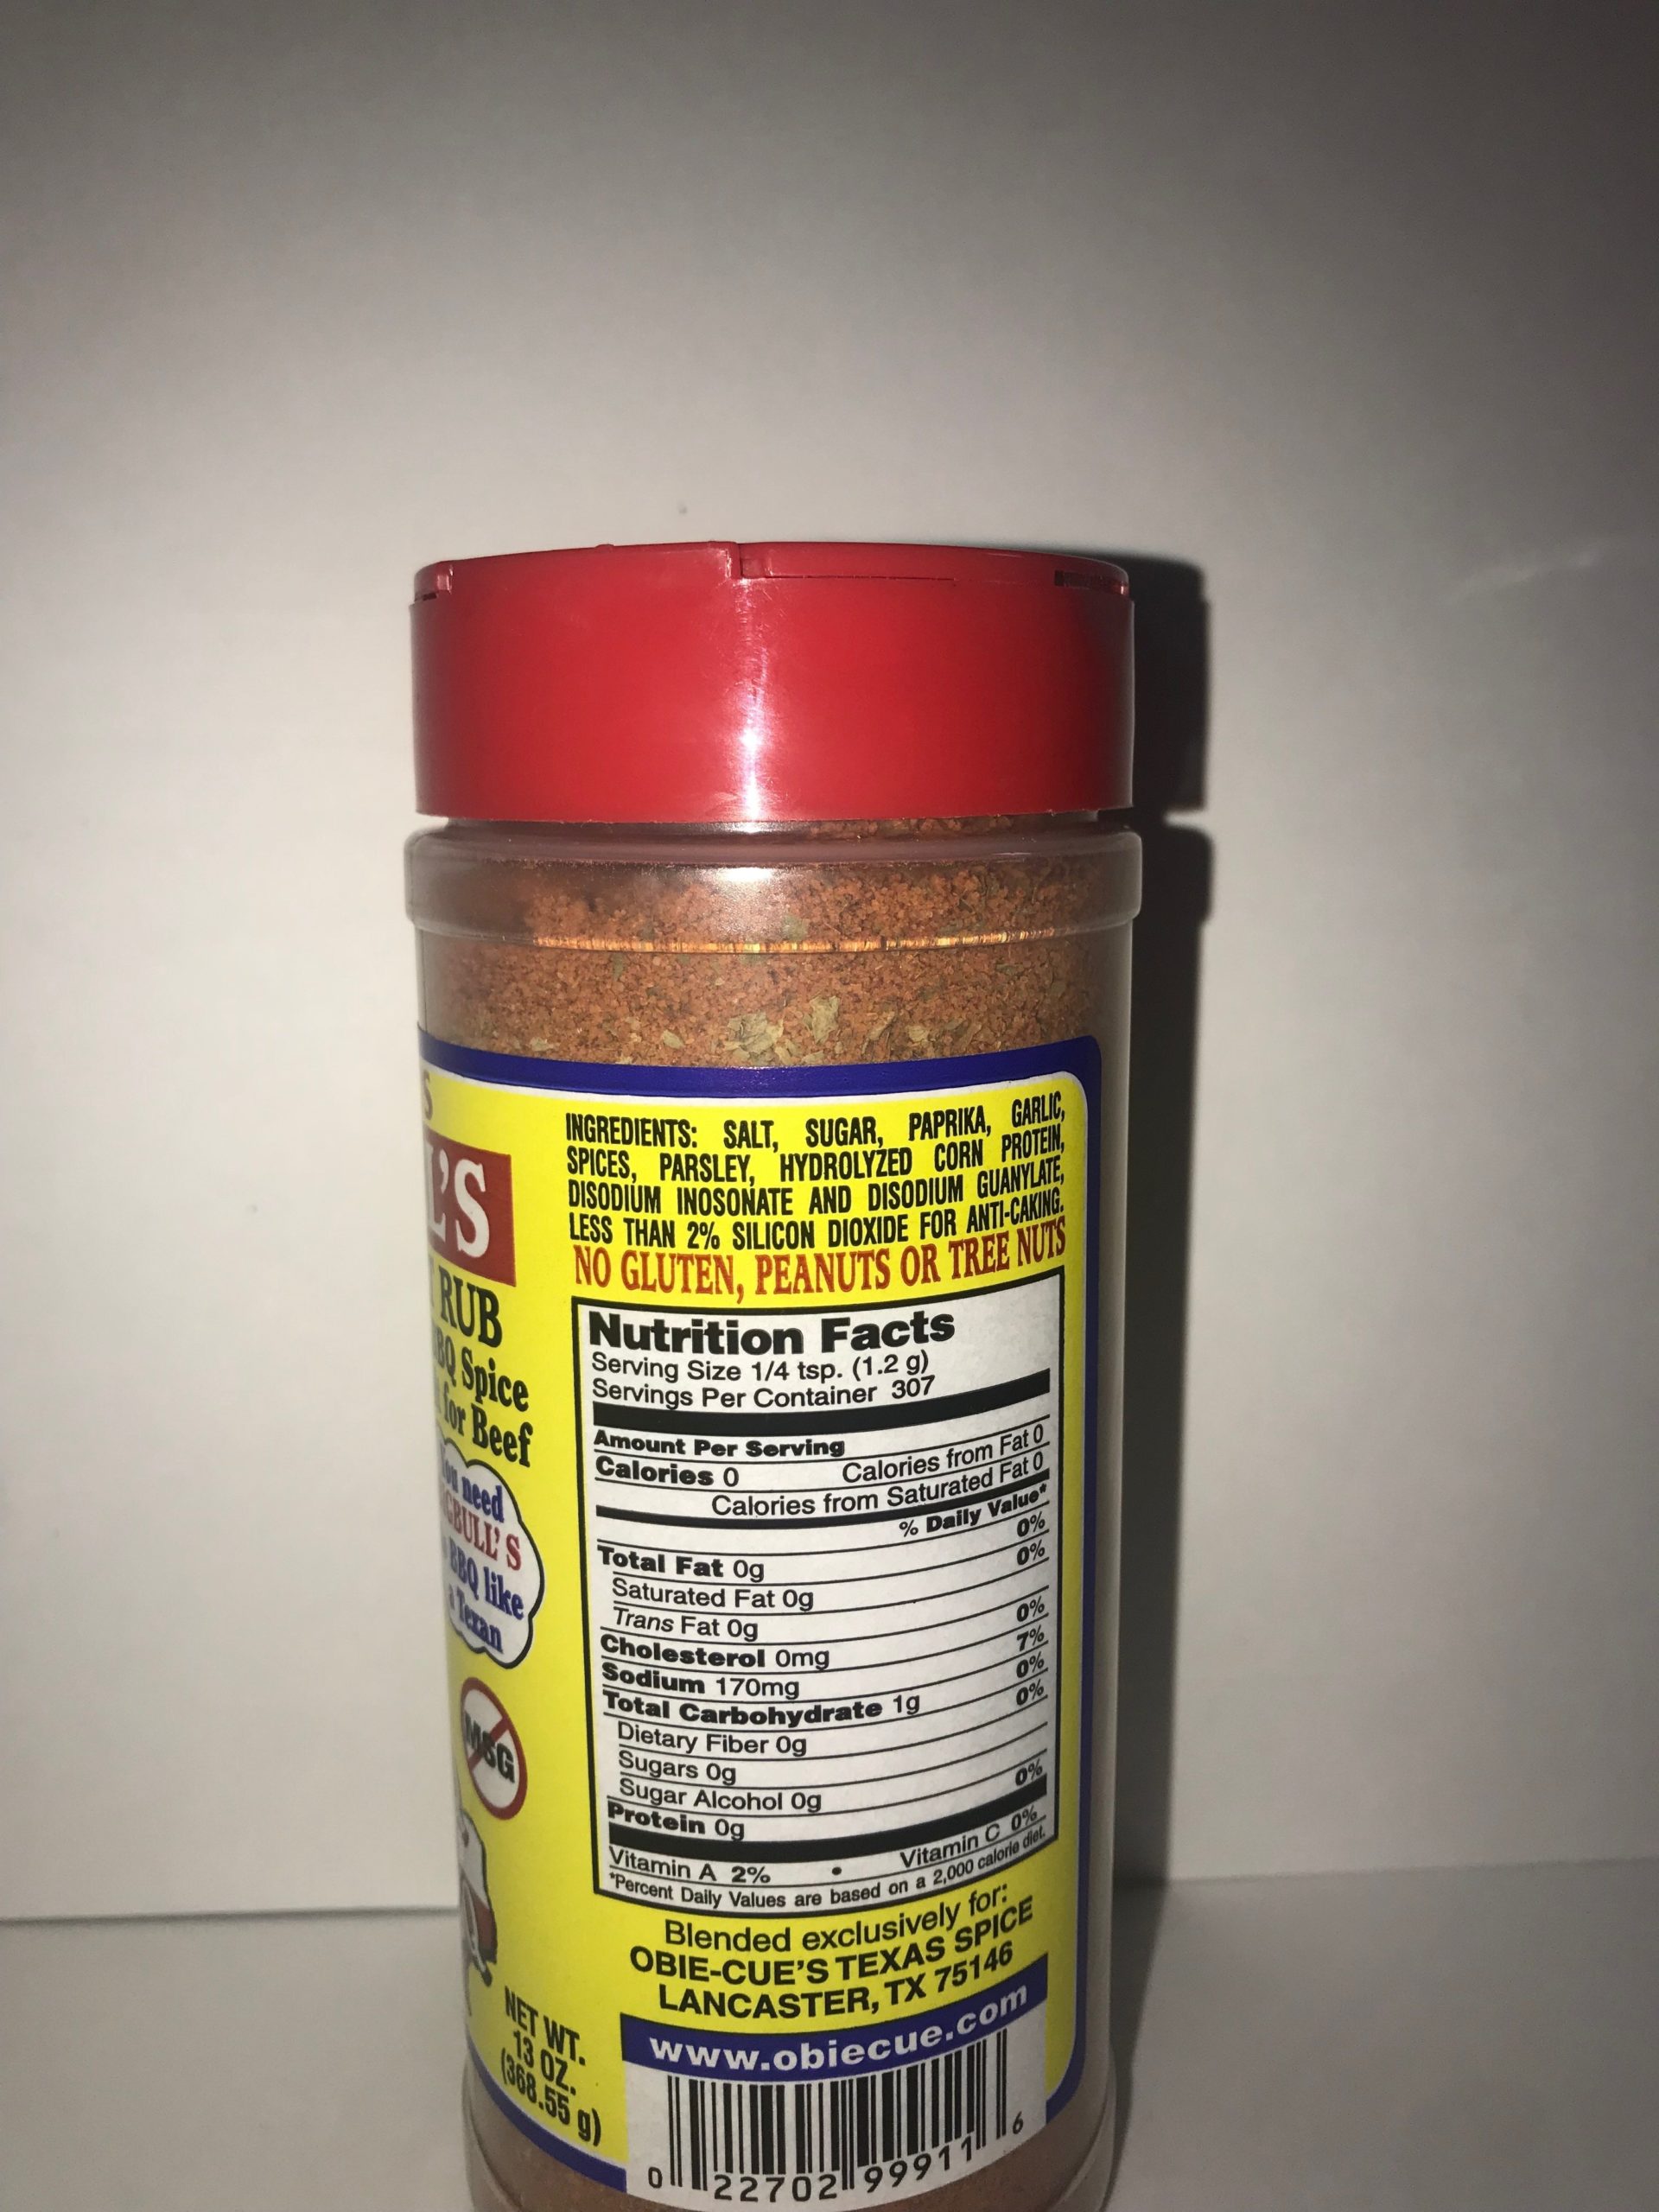 S
L'S
RUB
BBQ Spice
for Beef
You need
GBULL'S
BBQ like
a Texan
MSG
NET WT.
13 OZ.
(368.55 g)
INGREDIENTS: SALT, SUGAR, PAPRIKA, GARLIC,
SPICES, PARSLEY, HYDROLYZED CORN PROTEIN,
DISODIUM INOSONATE AND DISODIUM GUANYLATE,
LESS THAN 2% SILICON DIOXIDE FOR ANTI-CAKING.
NO GLUTEN, PEANUTS OR TREE NUTS
Nutrition Facts
Serving Size 1/4 tsp. (1.2 g)
Servings Per Container 307
Amount Per Serving
Calories 0 Calories from Fat 0
Calories from Saturated Fat 0
% Daily Value*
Total Fat 0g 0%
Saturated Fat 0g 0%
Trans Fat 0g
Cholesterol 0mg 0%
Sodium 170mg 7%
Total Carbohydrate 1g 0%
Dietary Fiber 0g 0%
Sugars 0g
Sugar Alcohol 0g
Protein 0g 0%
Vitamin A 2% • Vitamin C 0%
*Percent Daily Values are based on a 2,000 calorie diet.
Blended exclusively for:
OBIE-CUE'S TEXAS SPICE
LANCASTER, TX 75146
www.obiecue.com
0 22702 99911 6